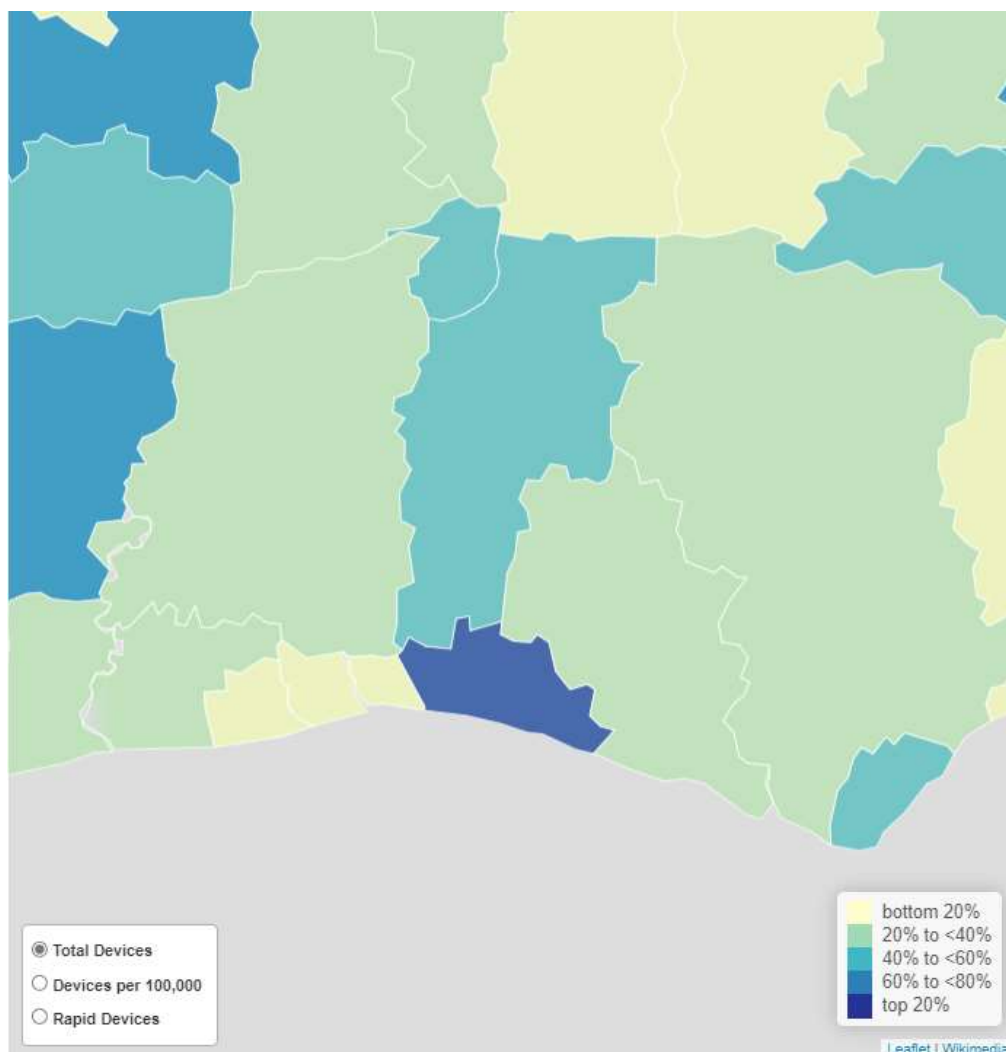 Total Devices
Devices per 100,000
Rapid Devices
bottom 20%
20% to <40%
40% to <60%
60% to <80%
top 20%
Leaflet | Wikimedia